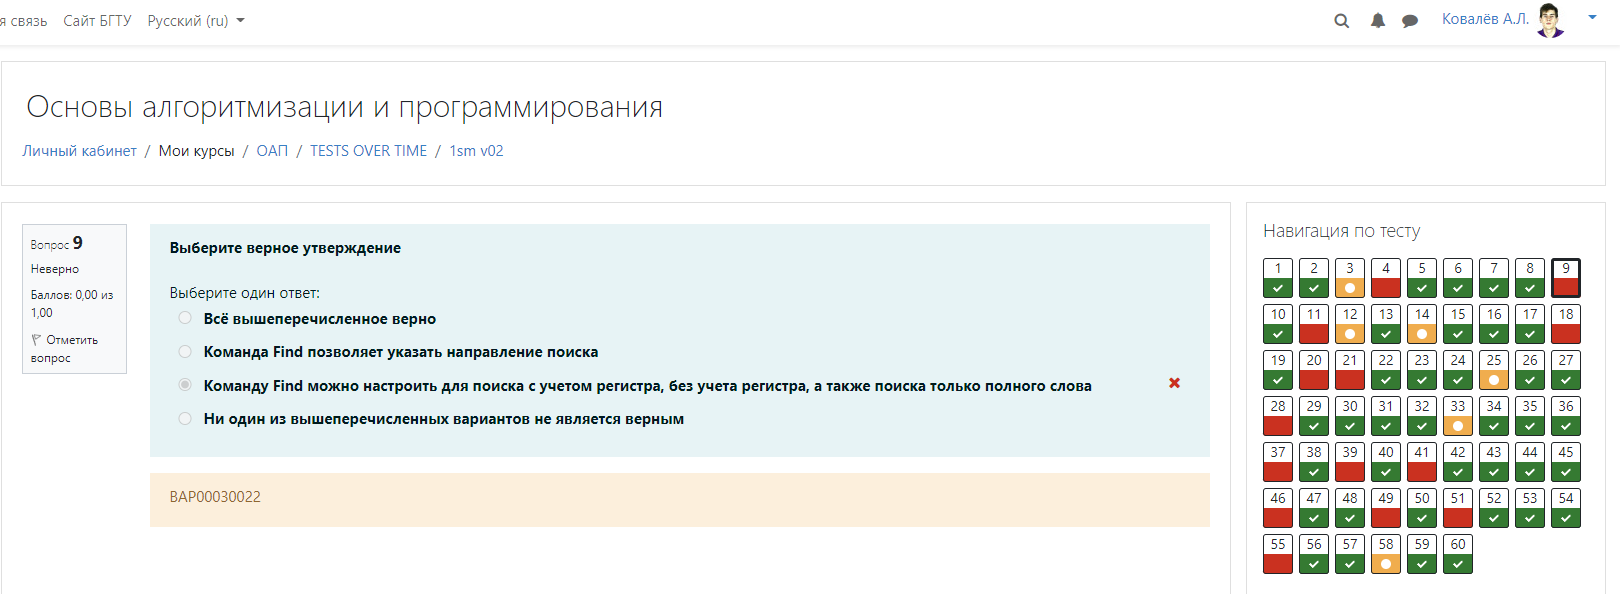 я связь Сайт БГТУ Русский (ru)
Ковалёв А.Л.
Основы алгоритмизации и программирования
Личный кабинет / Мои курсы / ОАП / TESTS OVER TIME / 1sm v02
Вопрос 9
Неверно
Баллов: 0,00 из
1,00
Отметить
вопрос
Выберите верное утверждение
Выберите один ответ:
Всё вышеперечисленное верно
Команда Find позволяет указать направление поиска
Команду Find можно настроить для поиска с учетом регистра, без учета регистра, а также поиска только полного слова
Ни один из вышеперечисленных вариантов не является верным
BAP00030022
Навигация по тесту
1 2 3 4 5 6 7 8 9
10 11 12 13 14 15 16 17 18
19 20 21 22 23 24 25 26 27
28 29 30 31 32 33 34 35 36
37 38 39 40 41 42 43 44 45
46 47 48 49 50 51 52 53 54
55 56 57 58 59 60